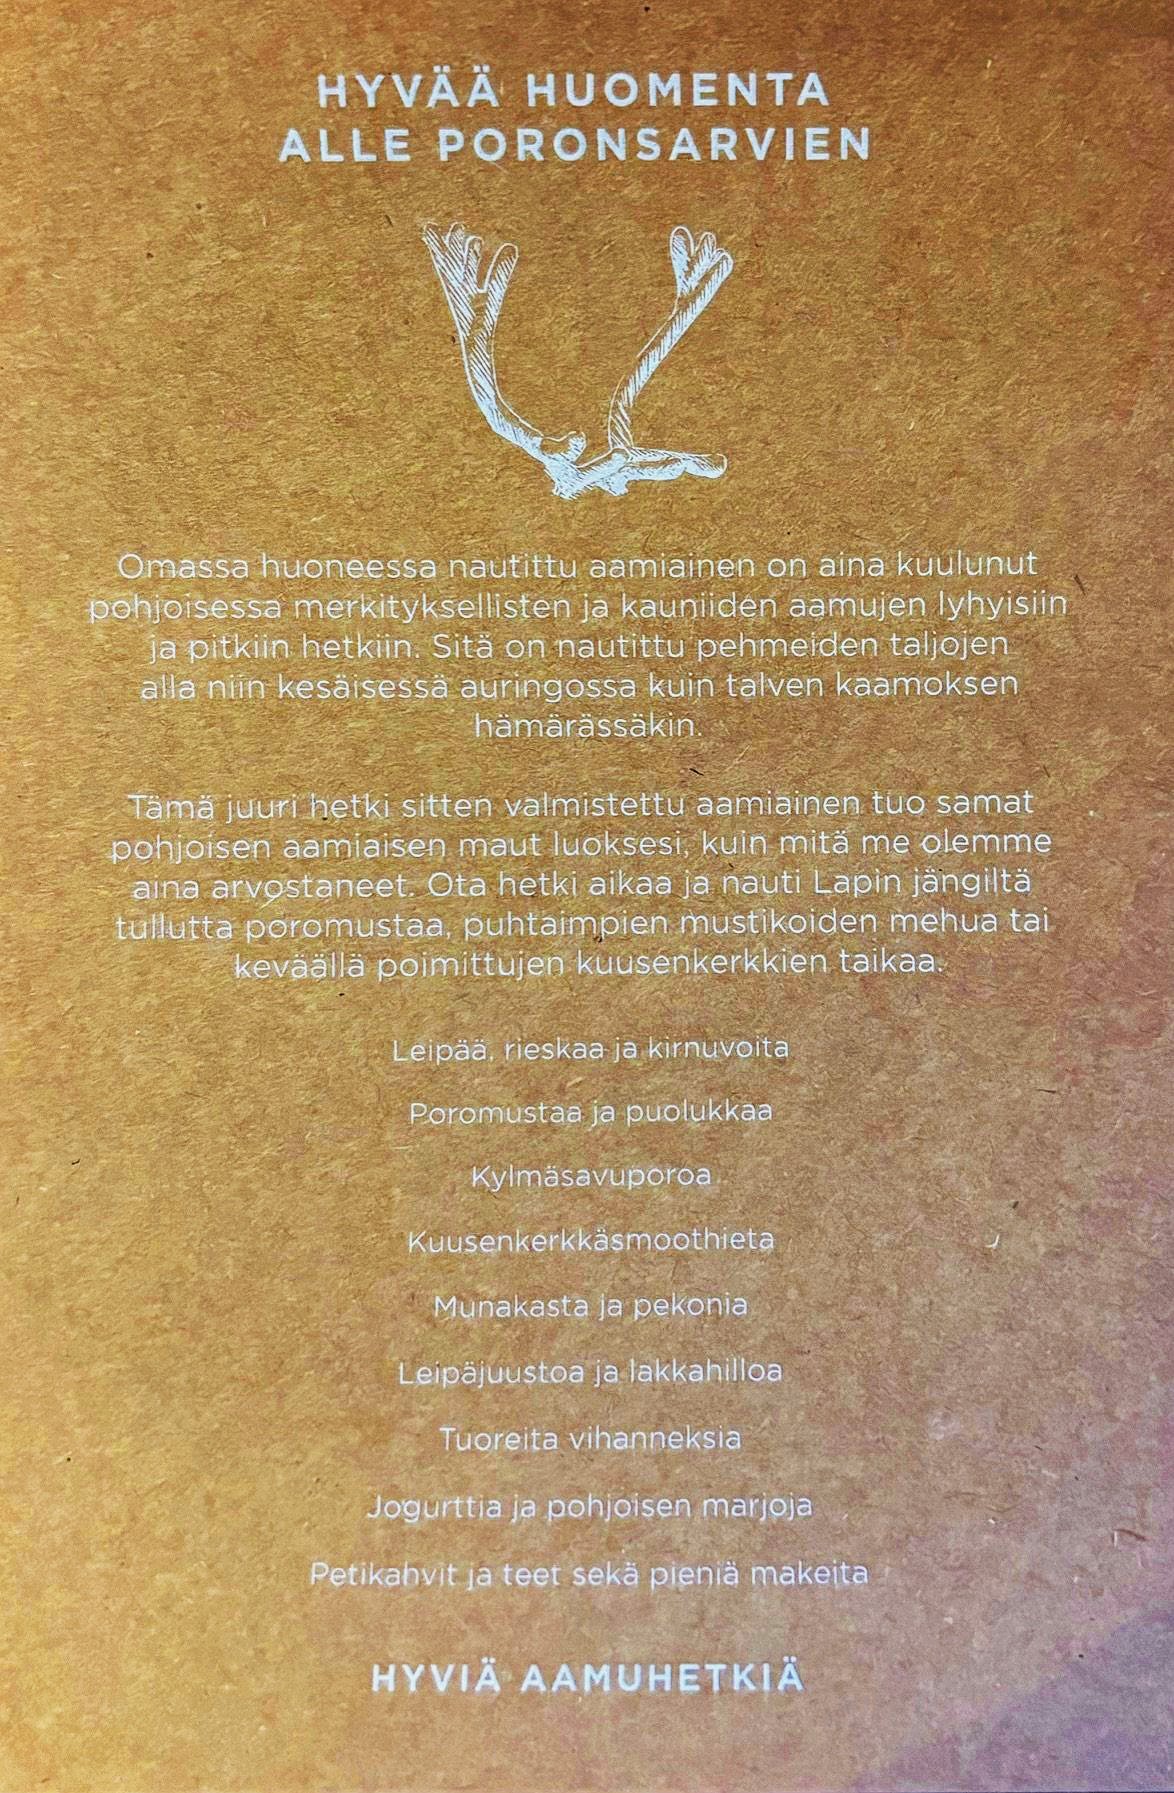 HYVÄÄ HUOMENTA
ALLE PORONSARVIEN
Omassa huoneessa nautittu aamiainen on aina kuulunut
pohjoisessa merkityksellisten ja kauniiden aamujen lyhyisiin
ja pitkiin hetkiin. Sitä on nautittu pehmeiden taljojen
alla niin kesäisessä auringossa kuin talven kaamoksen
hämärässäkin.
Tämä juuri hetki sitten valmistettu aamiainen tuo samat
pohjoisen aamiaisen maut luoksesi, kuin mitä me olemme
aina arvostaneet. Ota hetki aikaa ja nauti Lapin jängiltä
tullutta poromustaa, puhtaimpien mustikoiden mehua tai
keväällä poimittujen kuusenkerkkien taikaa.
Leipää, rieskaa ja kirnuvoita
Poromustaa ja puolukkaa
Kylmäsavuporoa
Kuusenkerkkäsmoothieta
Munakasta ja pekonia
Leipäjuustoa ja lakkahilloa
Tuoreita vihanneksia
Jogurttia ja pohjoisen marjoja
Petikahvit ja teet sekä pieniä makeita
HYVIÄ AAMUHETKIÄ